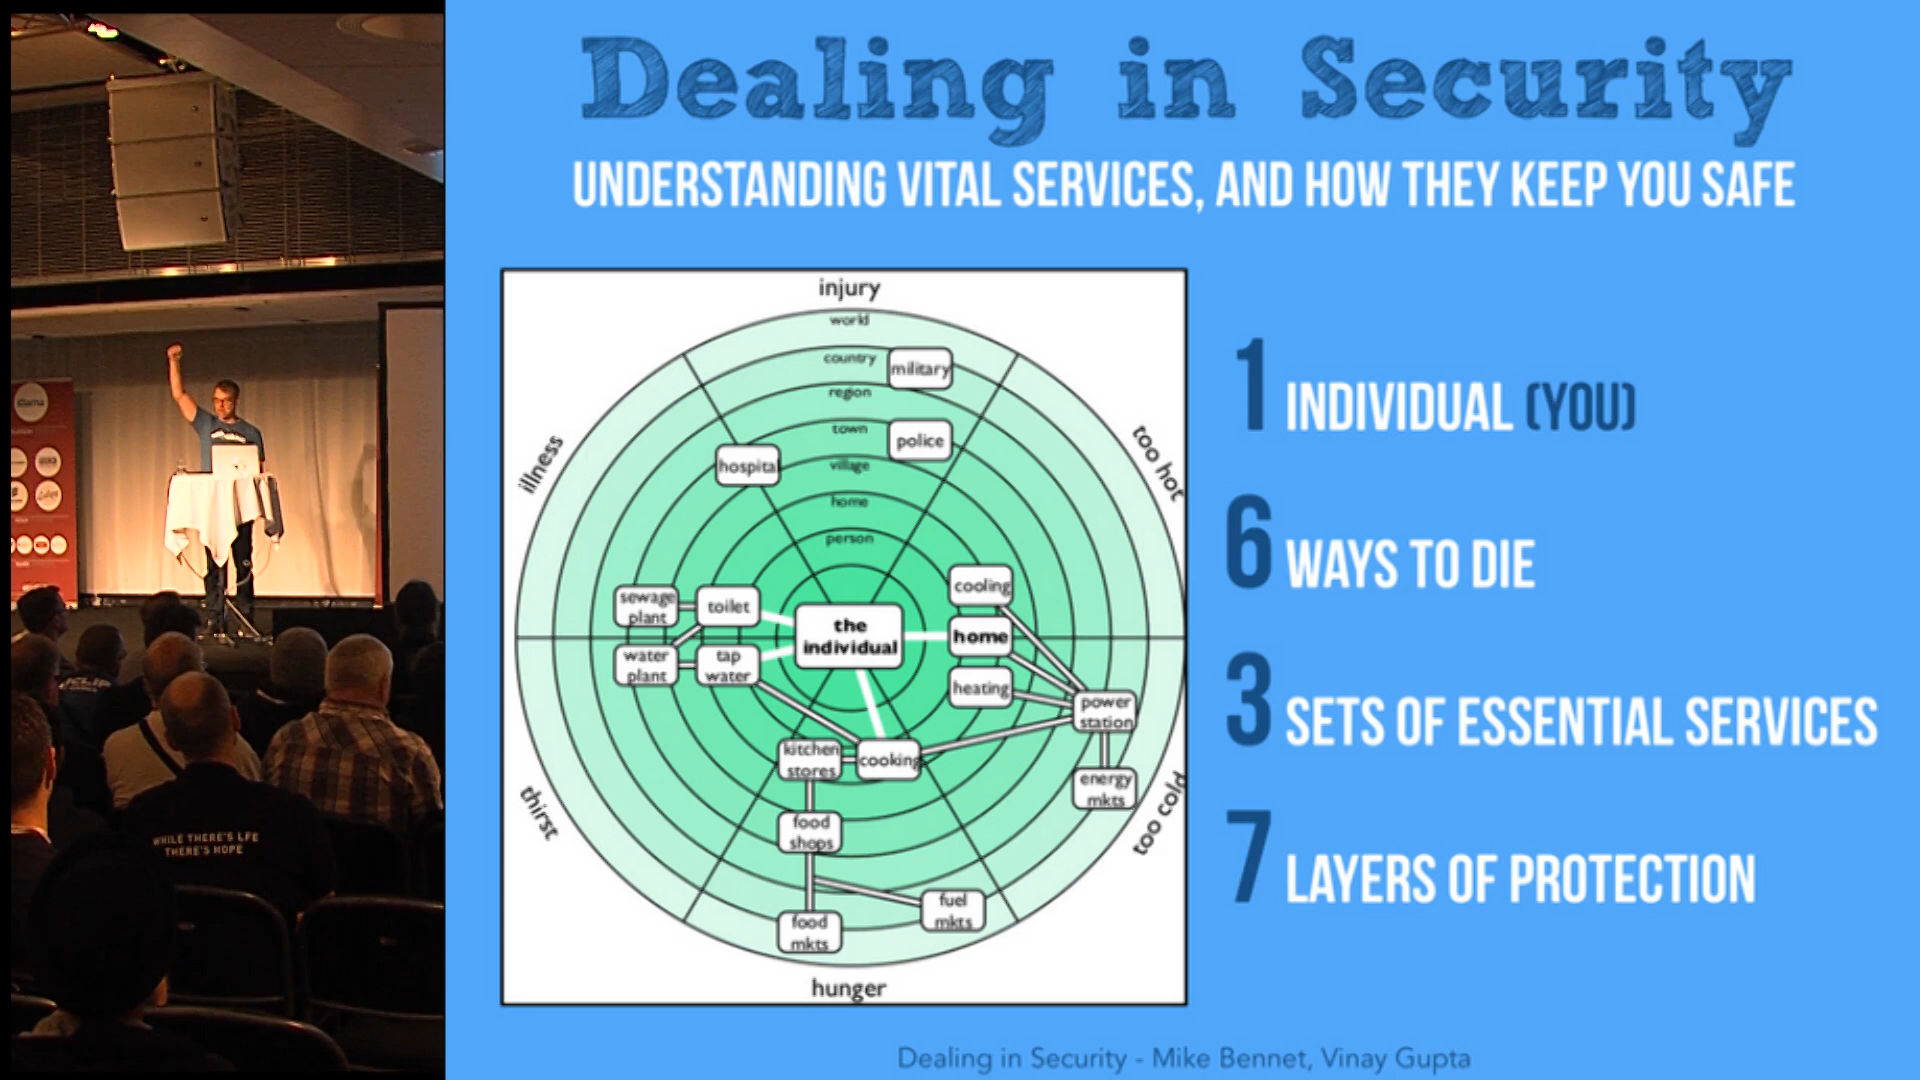 Dealing in Security
UNDERSTANDING VITAL SERVICES, AND HOW THEY KEEP YOU SAFE
injury
world
country
military
region
town
police
village
hospital
home
person
illness
too hot
cooling
sewage
plant
toilet
the
individual
home
water
plant
tap
water
heating
power
station
kitchen
stores
cooking
energy
mkts
food
shops
thirst
too cold
fuel
mkts
food
mkts
hunger
1 INDIVIDUAL (YOU)
6 WAYS TO DIE
3 SETS OF ESSENTIAL SERVICES
7 LAYERS OF PROTECTION
Dealing in Security - Mike Bennet, Vinay Gupta
WHILE THERE'S LFE
THERE'S HOPE